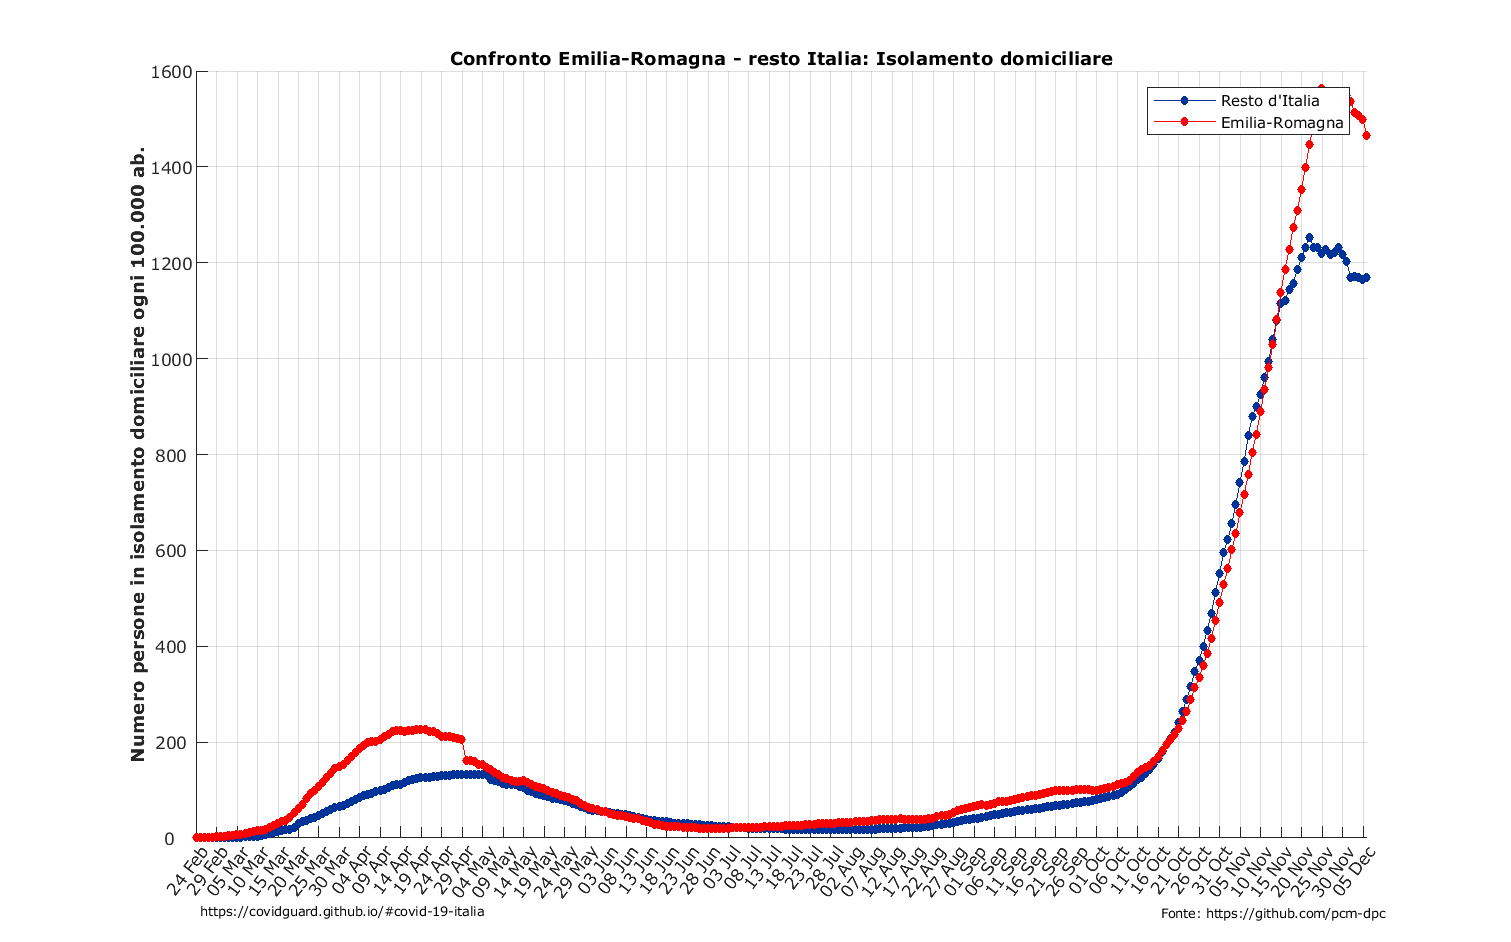 Confronto Emilia-Romagna - resto Italia: Isolamento domiciliare
Numero persone in isolamento domiciliare ogni 100.000 ab.
1600
1400
1200
1000
800
600
400
200
0
Resto d'Italia
Emilia-Romagna
24 Feb
29 Feb
05 Mar
10 Mar
15 Mar
20 Mar
25 Mar
30 Mar
04 Apr
09 Apr
14 Apr
19 Apr
24 Apr
29 Apr
04 May
09 May
14 May
19 May
24 May
29 May
03 Jun
08 Jun
13 Jun
18 Jun
23 Jun
28 Jun
03 Jul
08 Jul
13 Jul
18 Jul
23 Jul
28 Jul
02 Aug
07 Aug
12 Aug
17 Aug
22 Aug
27 Aug
01 Sep
06 Sep
11 Sep
16 Sep
21 Sep
26 Sep
01 Oct
06 Oct
11 Oct
16 Oct
21 Oct
26 Oct
31 Oct
05 Nov
10 Nov
15 Nov
20 Nov
25 Nov
30 Nov
05 Dec
https://covidguard.github.io/#covid-19-italia
Fonte: https://github.com/pcm-dpc